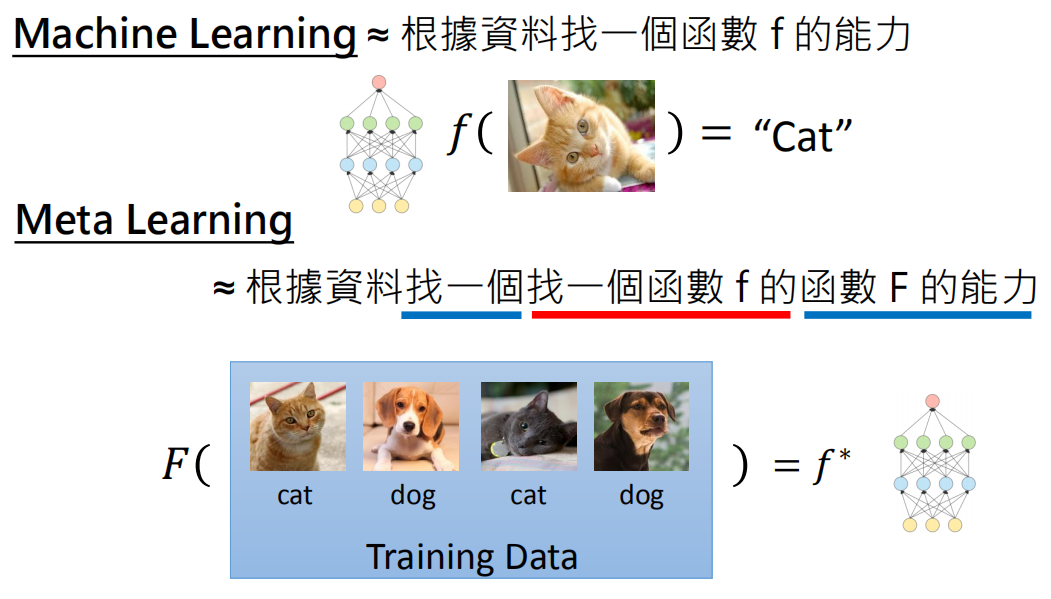 Machine Learning ≈ 根據資料找一個函數 f 的能力
f( ) = “Cat”
Meta Learning
≈ 根據資料找一個找一個函數 f 的函數 F 的能力
F( ) = f*
cat dog cat dog
Training Data